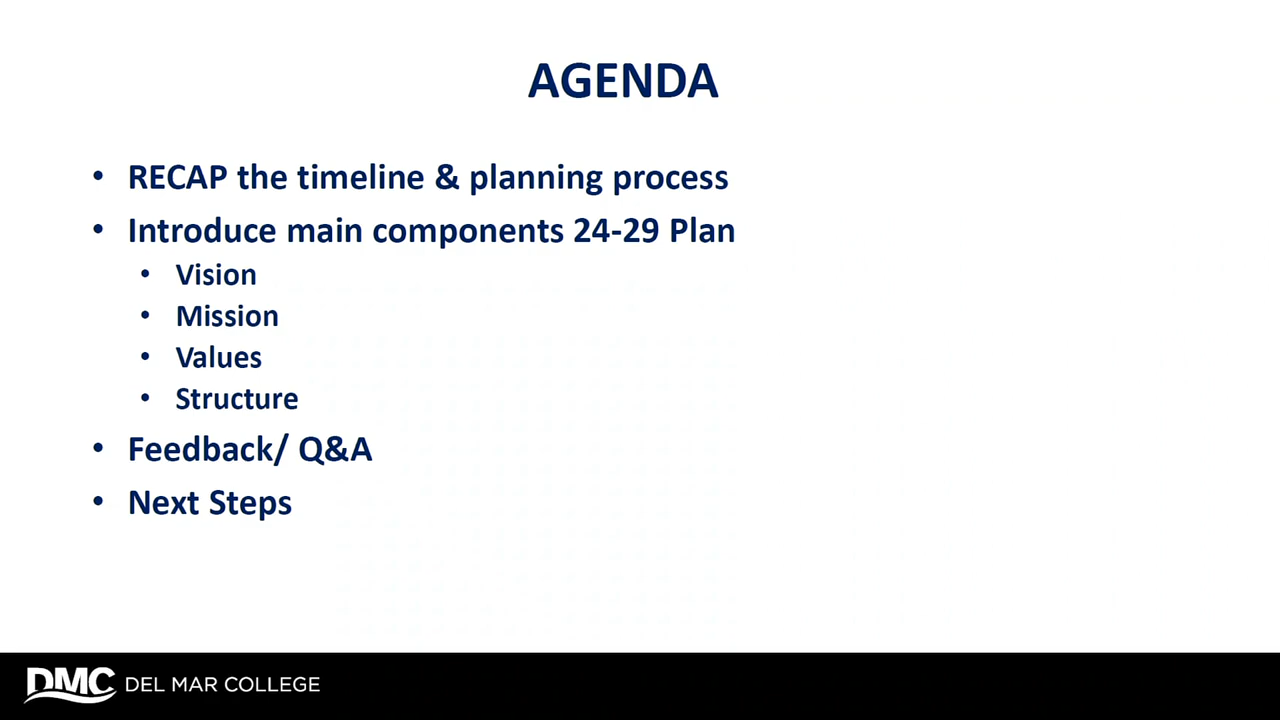 AGENDA
• RECAP the timeline & planning process
• Introduce main components 24-29 Plan
• Vision
• Mission
• Values
• Structure
• Feedback/ Q&A
• Next Steps
DMC DEL MAR COLLEGE